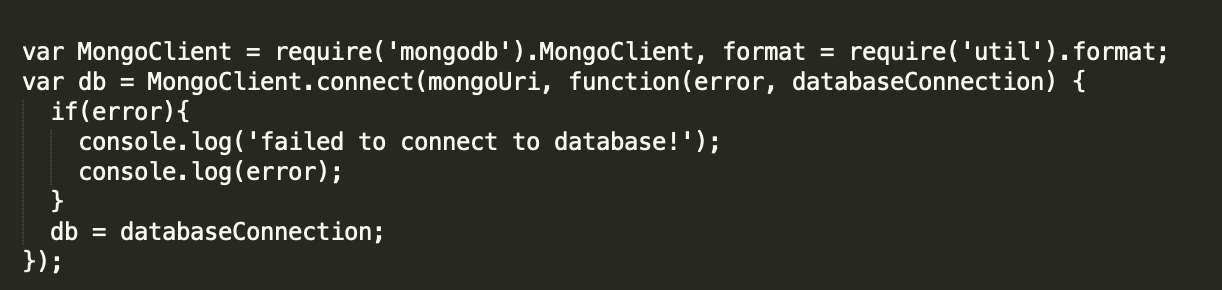 var MongoClient = require('mongodb').MongoClient, format = require('util').format;
var db = MongoClient.connect(mongoUri, function(error, databaseConnection) {
  if(error){
    console.log('failed to connect to database!');
    console.log(error);
  }
  db = databaseConnection;
});